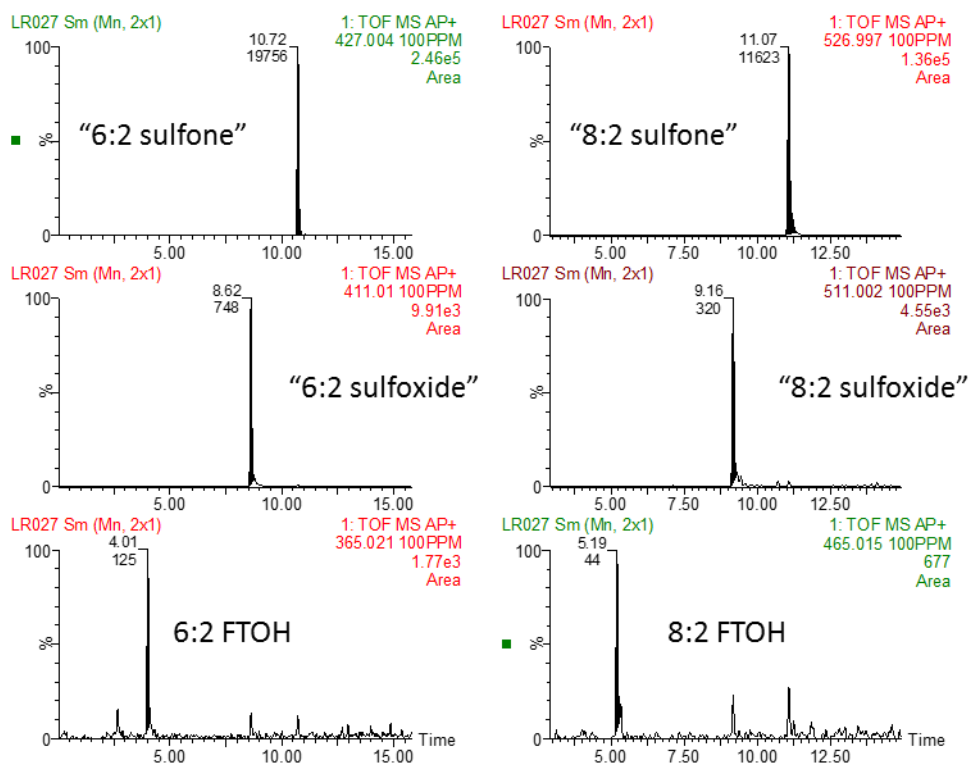 LR027 Sm (Mn, 2x1)
1: TOF MS AP+
427.004 100PPM
2.46e5
Area
100
%
0
10.72
19756
"6:2 sulfone"
5.00
10.00
15.00
LR027 Sm (Mn, 2x1)
1: TOF MS AP+
526.997 100PPM
1.36e5
Area
100
%
0
11.07
11623
"8:2 sulfone"
5.00
7.50
10.00
12.50
LR027 Sm (Mn, 2x1)
1: TOF MS AP+
411.01 100PPM
9.91e3
Area
100
%
0
8.62
748
"6:2 sulfoxide"
5.00
10.00
15.00
LR027 Sm (Mn, 2x1)
1: TOF MS AP+
511.002 100PPM
4.55e3
Area
100
%
0
9.16
320
"8:2 sulfoxide"
5.00
7.50
10.00
12.50
LR027 Sm (Mn, 2x1)
1: TOF MS AP+
365.021 100PPM
1.77e3
Area
100
%
0
4.01
125
6:2 FTOH
Time
5.00
10.00
15.00
LR027 Sm (Mn, 2x1)
1: TOF MS AP+
465.015 100PPM
677
Area
100
%
0
5.19
44
8:2 FTOH
Time
5.00
7.50
10.00
12.50